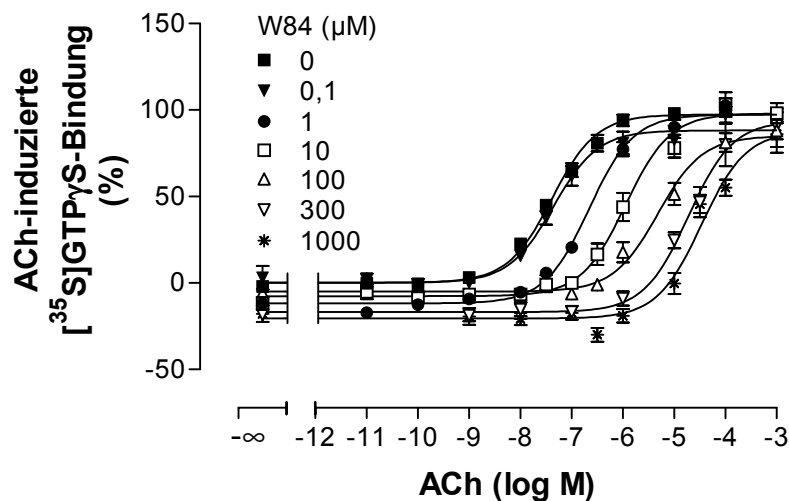 ACh-induzierte
[³⁵S]GTPγS-Bindung
(%)
150
100
50
0
-50
W84 (µM)
0
0,1
1
10
100
300
1000
-∞ -12 -11 -10 -9 -8 -7 -6 -5 -4 -3
ACh (log M)